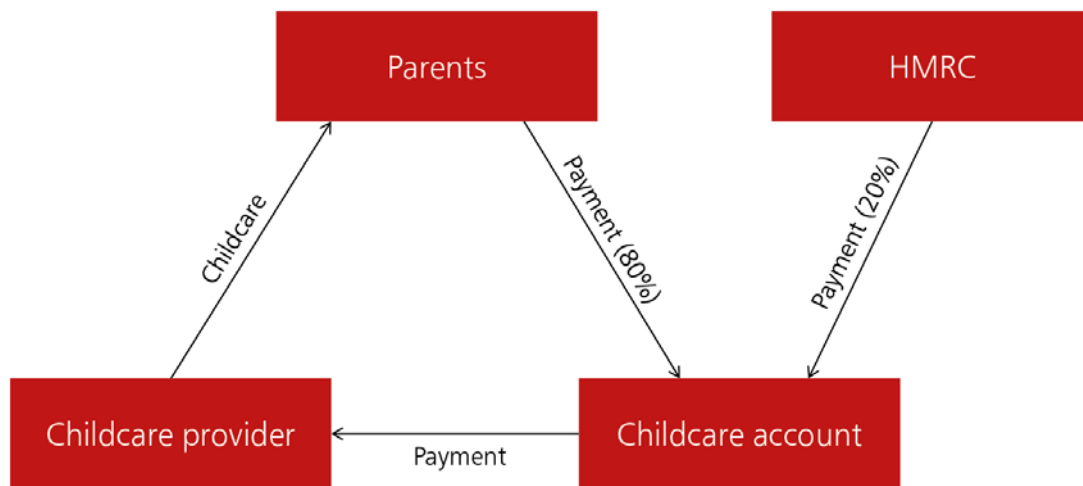 Parents
HMRC
Childcare
Payment (80%)
Payment (20%)
Childcare provider
Payment
Childcare account